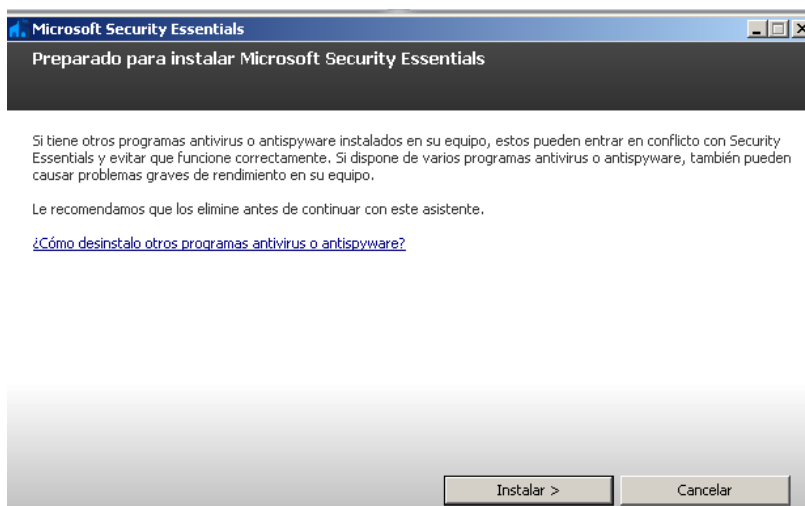 Microsoft Security Essentials
Preparado para instalar Microsoft Security Essentials
Si tiene otros programas antivirus o antispyware instalados en su equipo, estos pueden entrar en conflicto con Security
Essentials y evitar que funcione correctamente. Si dispone de varios programas antivirus o antispyware, también pueden
causar problemas graves de rendimiento en su equipo.
Le recomendamos que los elimine antes de continuar con este asistente.
¿Cómo desinstalo otros programas antivirus o antispyware?
Instalar >
Cancelar